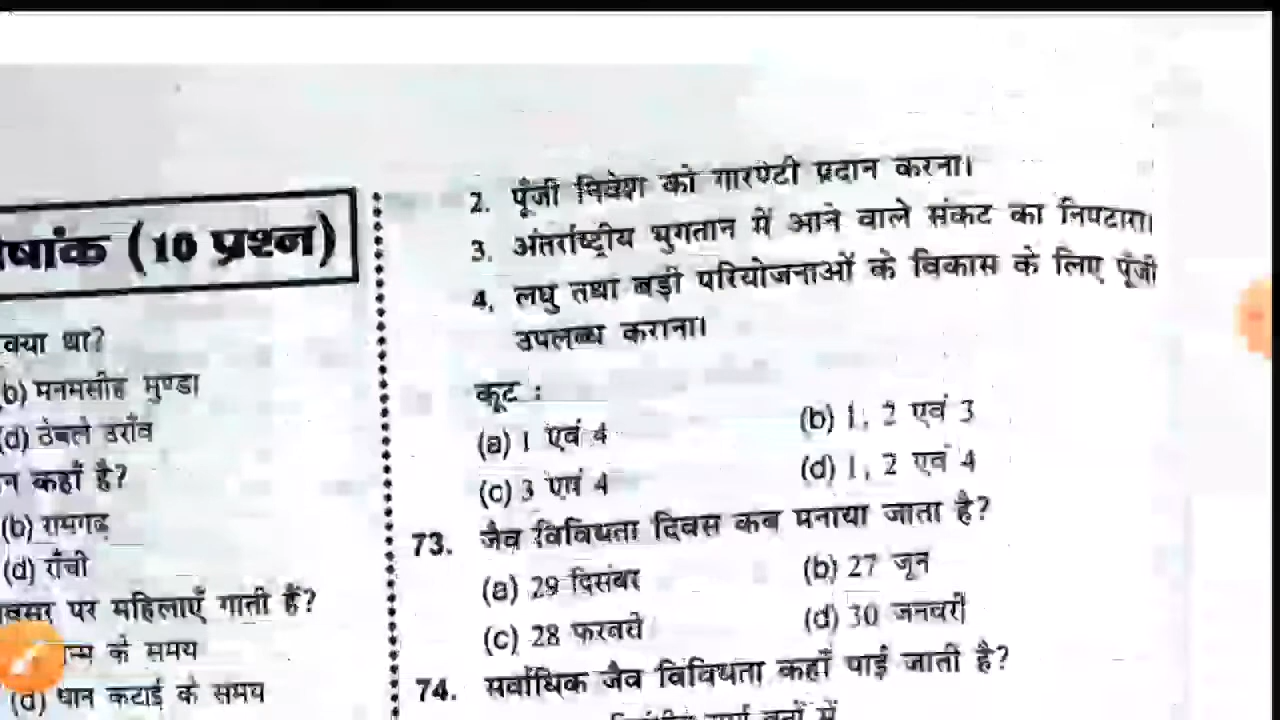 षांक (10 प्रश्न)
क्या था?
(b) मनमसीह मुण्डा
(d) ठेबले उराँव
न कहाँ है?
(b) रायगढ़
(d) राँची
वसर पर महिलाएँ गाती हैं?
न्म के समय
(d) धान कटाई के समय
2. पूँजी निवेश को गारण्टी प्रदान करना।
3. अंतर्राष्ट्रीय भुगतान में आने वाले संकट का निपटारा।
4. लघु तथा बड़ी परियोजनाओं के विकास के लिए पूँजी
उपलब्ध कराना।
कूट :
(a) 1 एवं 4
(b) 1, 2 एवं 3
(c) 3 एवं 4
(d) 1, 2 एवं 4
73. जैव विविधता दिवस कब मनाया जाता है?
(a) 29 दिसंबर
(b) 27 जून
(c) 28 फरवरी
(d) 30 जनवरी
74. सर्वाधिक जैव विविधता कहाँ पाई जाती है?